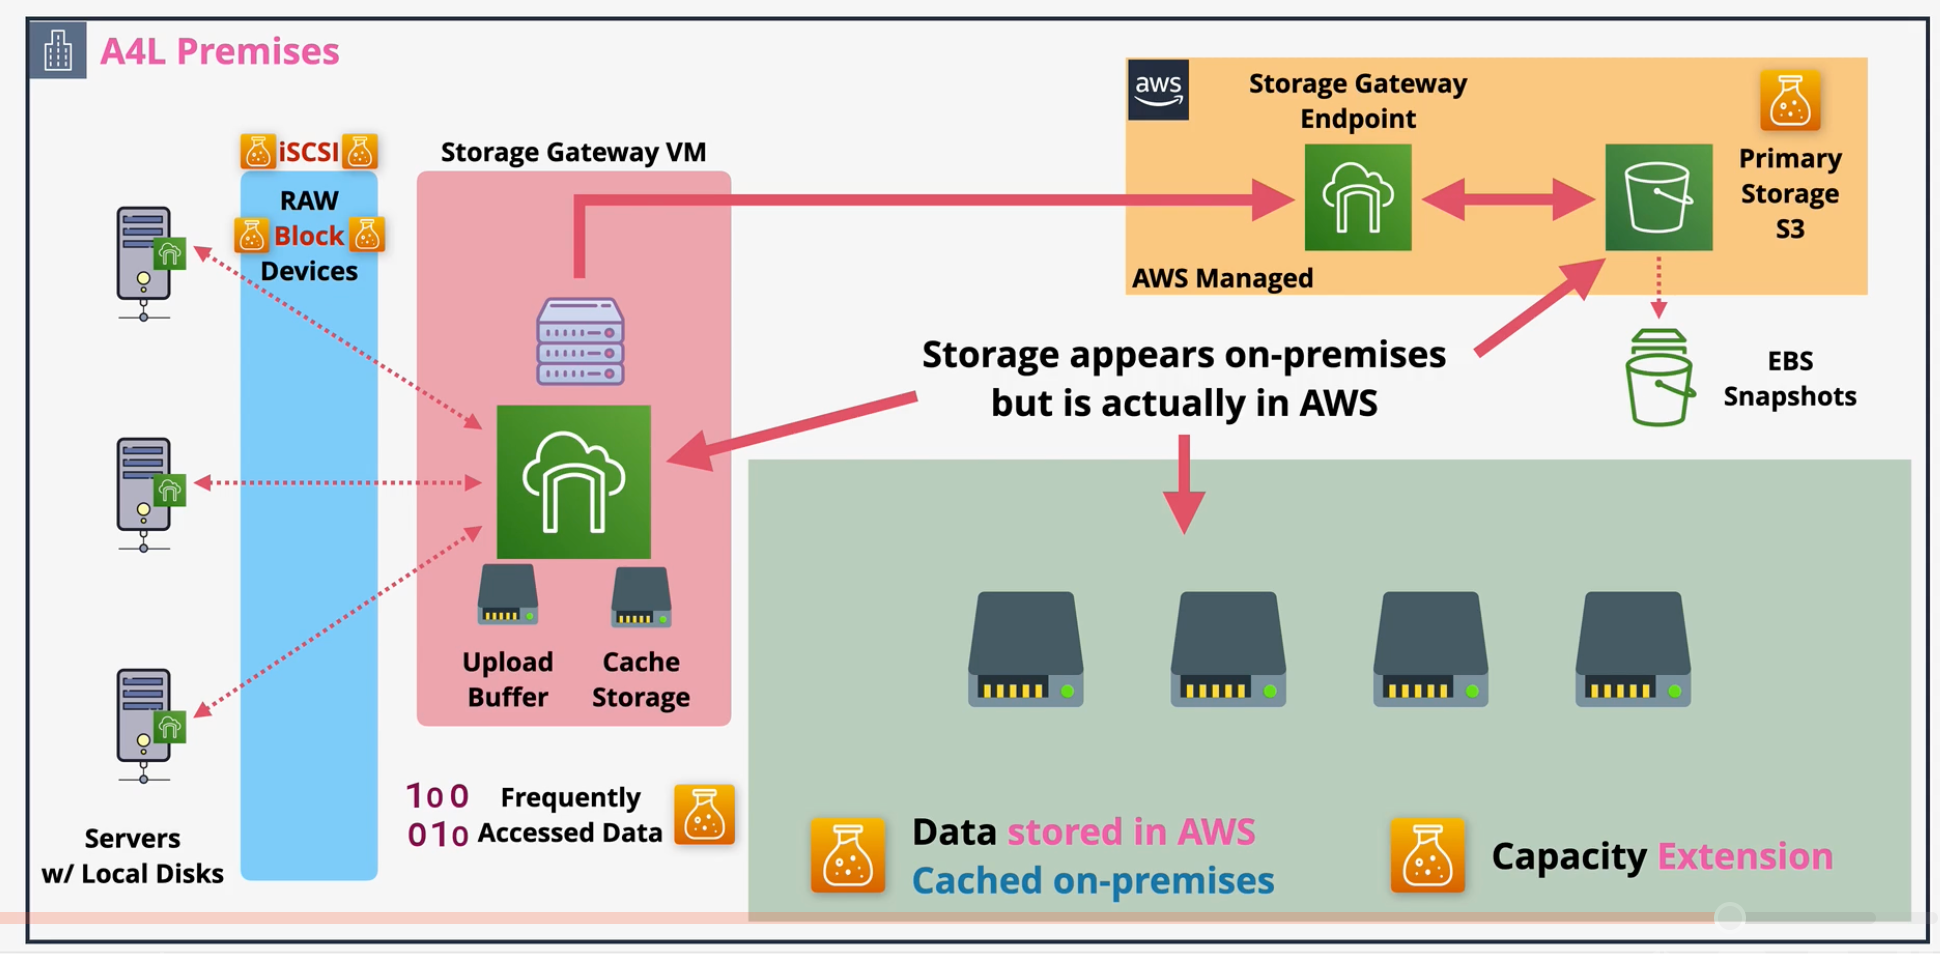 A4L Premises
iSCSI
RAW
Block
Devices
Storage Gateway VM
Upload
Buffer
Cache
Storage
100
010
Frequently
Accessed Data
Servers
w/ Local Disks
aws
Storage Gateway
Endpoint
Primary
Storage
S3
AWS Managed
Storage appears on-premises
but is actually in AWS
EBS
Snapshots
Data stored in AWS
Cached on-premises
Capacity Extension